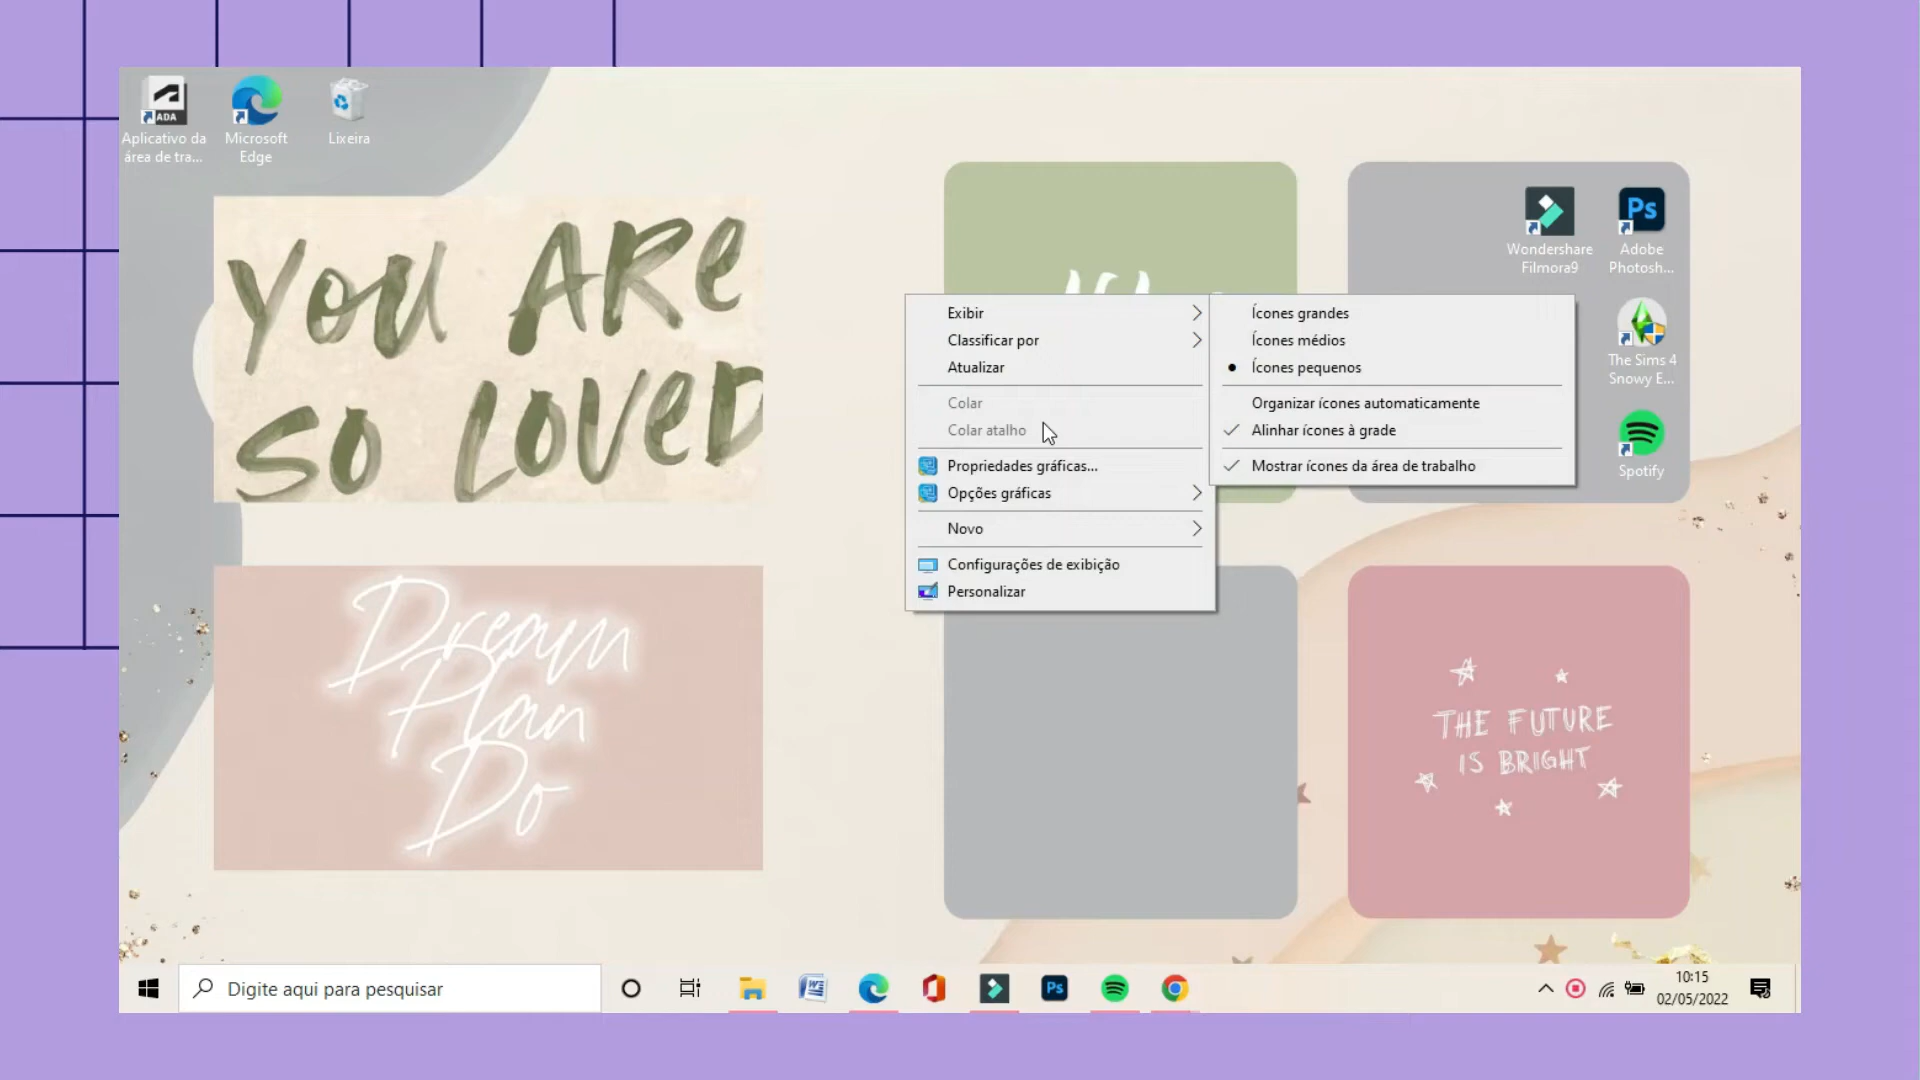 ADA
Aplicativo da
área de tra...
Microsoft
Edge
Lixeira
YOU ARE
SO LOVED
Dream
Plan
Do
Ps
Wondershare
Filmora9
Adobe
Photosh...
The Sims 4
Snowy E...
Spotify
Exibir
Classificar por
Atualizar
Colar
Colar atalho
Propriedades gráficas...
Opções gráficas
Novo
Configurações de exibição
Personalizar
Ícones grandes
Ícones médios
Ícones pequenos
Organizar ícones automaticamente
Alinhar ícones à grade
Mostrar ícones da área de trabalho
THE FUTURE
IS BRIGHT
Digite aqui para pesquisar
W
Ps
10:15
02/05/2022